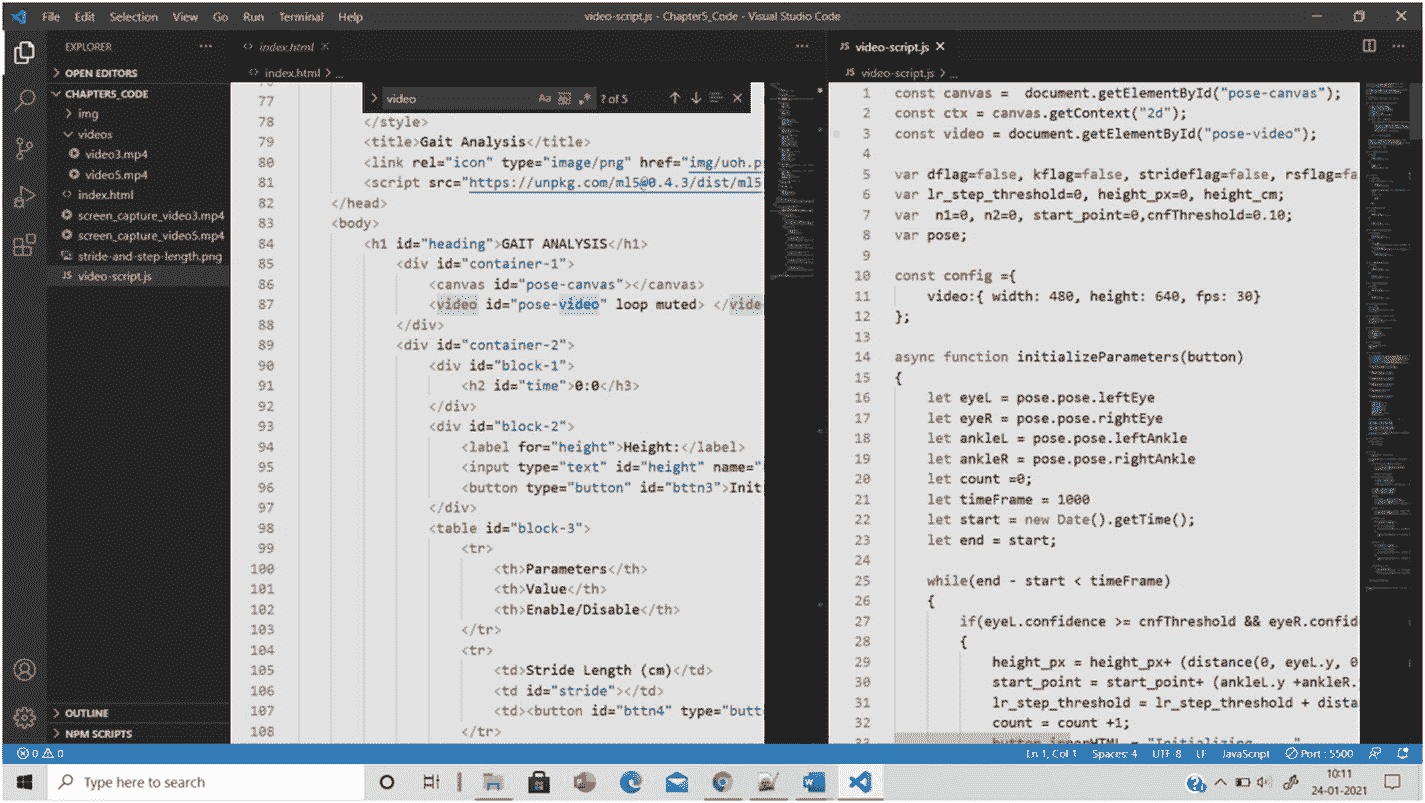 File Edit Selection View Go Run Terminal Help
video-script.js - Chapter5_Code - Visual Studio Code
EXPLORER
OPEN EDITORS
CHAPTER5_CODE
img
videos
video3.mp4
video5.mp4
index.html
screen_capture_video3.mp4
screen_capture_video5.mp4
stride-and-step-length.png
JS video-script.js
OUTLINE
NPM SCRIPTS
index.html
index.html > ...
video
Aa
? of 5
77
78 </style>
79 <title>Gait Analysis</title>
80 <link rel="icon" type="image/png" href="img/uoh.p
81 <script src="https://unpkg.com/ml5@0.4.3/dist/ml5
82 </head>
83 <body>
84 <h1 id="heading">GAIT ANALYSIS</h1>
85 <div id="container-1">
86 <canvas id="pose-canvas"></canvas>
87 <video id="pose-video" loop muted> </vide
88 </div>
89 <div id="container-2">
90 <div id="block-1">
91 <h2 id="time">0:0</h3>
92 </div>
93 <div id="block-2">
94 <label for="height">Height:</label>
95 <input type="text" id="height" name="
96 <button type="button" id="bttn3">Init
97 </div>
98 <table id="block-3">
99 <tr>
100 <th>Parameters</th>
101 <th>Value</th>
102 <th>Enable/Disable</th>
103 </tr>
104 <tr>
105 <td>Stride Length (cm)</td>
106 <td id="stride"></td>
107 <td><button id="bttn4" type="butt
108 </tr>
JS video-script.js
JS video-script.js > ...
1 const canvas = document.getElementById("pose-canvas");
2 const ctx = canvas.getContext("2d");
3 const video = document.getElementById("pose-video");
4
5 var dflag=false, kflag=false, strideflag=false, rsflag=fa
6 var lr_step_threshold=0, height_px=0, height_cm;
7 var n1=0, n2=0, start_point=0,cnfThreshold=0.10;
8 var pose;
9
10 const config ={
11 video:{ width: 480, height: 640, fps: 30}
12 };
13
14 async function initializeParameters(button)
15 {
16 let eyeL = pose.pose.leftEye
17 let eyeR = pose.pose.rightEye
18 let ankleL = pose.pose.leftAnkle
19 let ankleR = pose.pose.rightAnkle
20 let count =0;
21 let timeFrame = 1000
22 let start = new Date().getTime();
23 let end = start;
24
25 while(end - start < timeFrame)
26 {
27 if(eyeL.confidence >= cnfThreshold && eyeR.confid
28 {
29 height_px = height_px+ (distance(0, eyeL.y, 0
30 start_point = start_point+ (ankleL.y +ankleR.
31 lr_step_threshold = lr_step_threshold + dista
32 count = count +1;
33 button.innerHTML = "Initializing
0 0
Ln 1, Col 1 Spaces: 4 UTF-8 LF JavaScript Port : 5500
Type here to search
10:11
24-01-2021